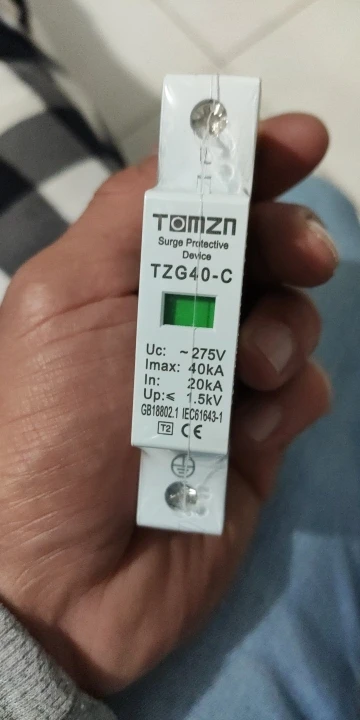 TOMZN
Surge Protective
Device
TZG40-C
Uc: ~275V
Imax: 40kA
In: 20kA
Up:≤ 1.5kV
GB18802.1 IEC61643-1
T2 CE